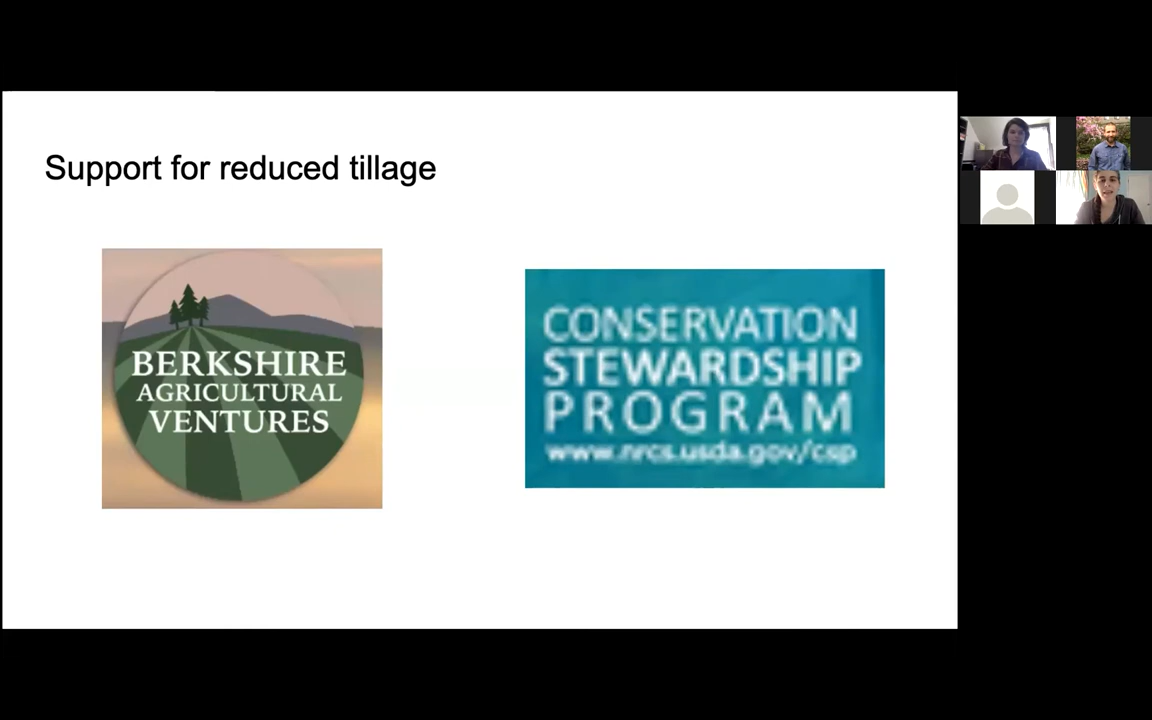 Support for reduced tillage
BERKSHIRE
AGRICULTURAL
VENTURES
CONSERVATION
STEWARDSHIP
PROGRAM
www.nrcs.usda.gov/csp